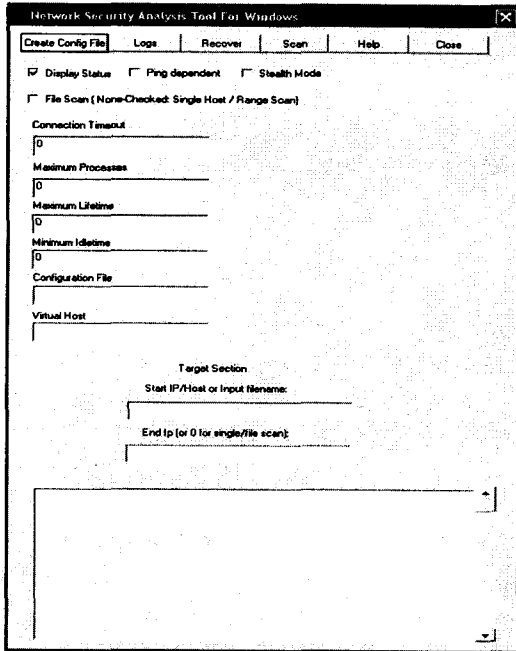 Network Security Analysis Tool For Windows
Create Config File Logs Recover Scan Help Close
Display Status Ping dependent Stealth Mode
File Scan (None-Checked: Single Host / Range Scan)
Connection Timeout
0
Maximum Processes
0
Maximum Lifetime
0
Minimum Idletime
0
Configuration File
Virtual Host
Target Section
Start IP/Host or Input filename:
End Ip (or 0 for single/file scan):